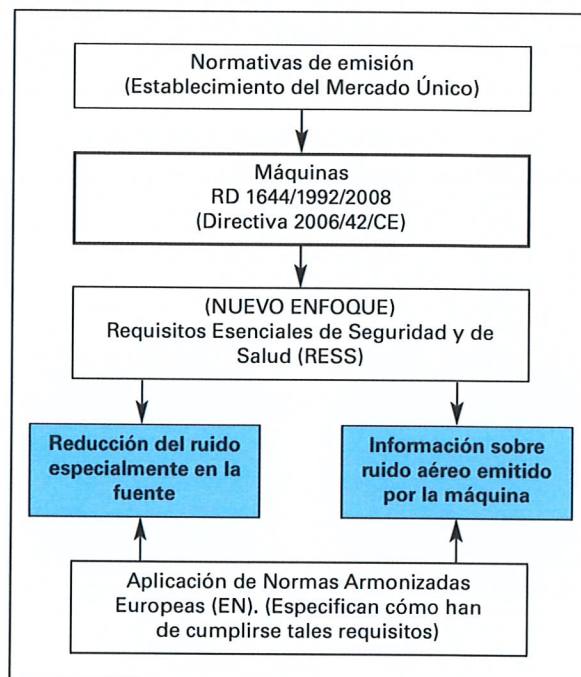 Normativas de emisión
(Establecimiento del Mercado Único)
Máquinas
RD 1644/1992/2008
(Directiva 2006/42/CE)
(NUEVO ENFOQUE)
Requisitos Esenciales de Seguridad y de
Salud (RESS)
Reducción del ruido
especialmente en la
fuente
Información sobre
ruido aéreo emitido
por la máquina
Aplicación de Normas Armonizadas
Europeas (EN). (Especifican cómo han
de cumplirse tales requisitos)